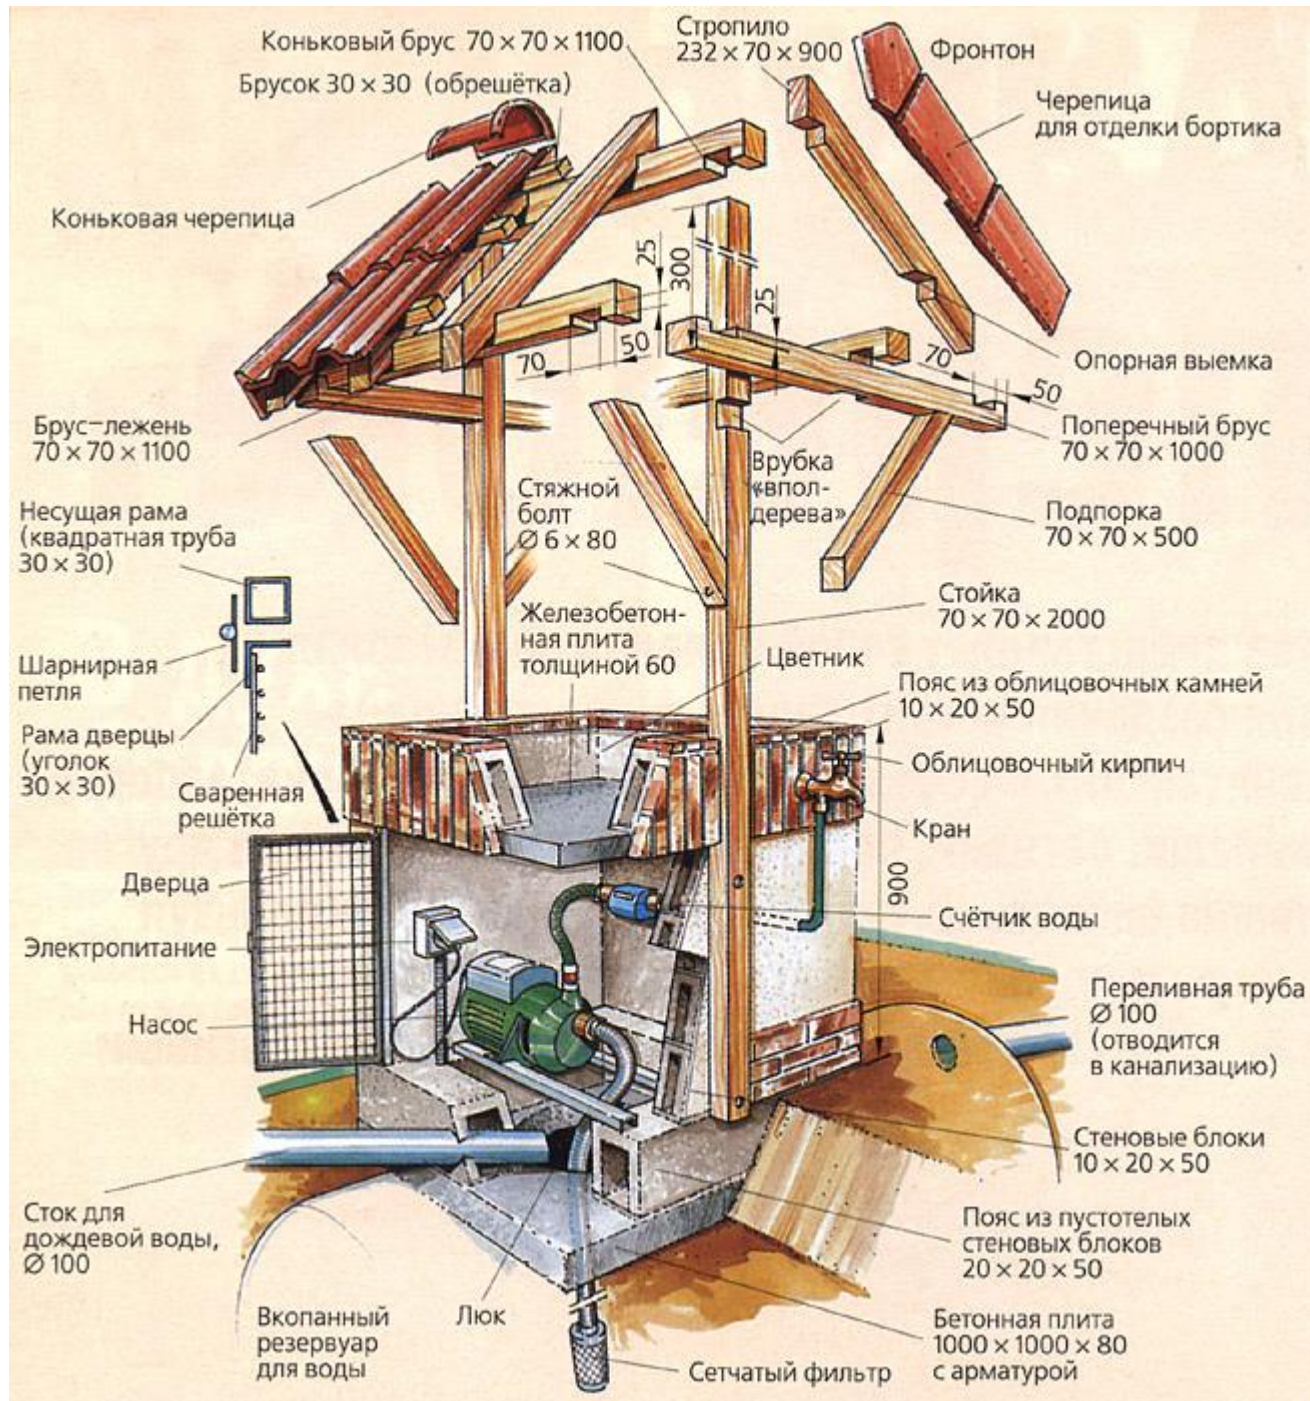 Коньковый брус 70 × 70 × 1100
Брусок 30 × 30 (обрешётка)
Стропило
232 × 70 × 900
Фронтон
Черепица
для отделки бортика
Коньковая черепица
25
300
25
70
50
70
50
Опорная выемка
Брус-лежень
70 × 70 × 1100
Поперечный брус
70 × 70 × 1000
Врубка
«впол-
дерева»
Стяжной
болт
Ø 6 × 80
Подпорка
70 × 70 × 500
Несущая рама
(квадратная труба
30 × 30)
Стойка
70 × 70 × 2000
Железобетон-
ная плита
толщиной 60
Цветник
Шарнирная
петля
Пояс из облицовочных камней
10 × 20 × 50
Рама дверцы
(уголок
30 × 30)
Сваренная
решётка
Облицовочный кирпич
Кран
Дверца
900
Счётчик воды
Электропитание
Насос
Переливная труба
Ø 100
(отводится
в канализацию)
Стеновые блоки
10 × 20 × 50
Сток для
дождевой воды,
Ø 100
Пояс из пустотелых
стеновых блоков
20 × 20 × 50
Вкопанный
резервуар
для воды
Люк
Бетонная плита
1000 × 1000 × 80
с арматурой
Сетчатый фильтр